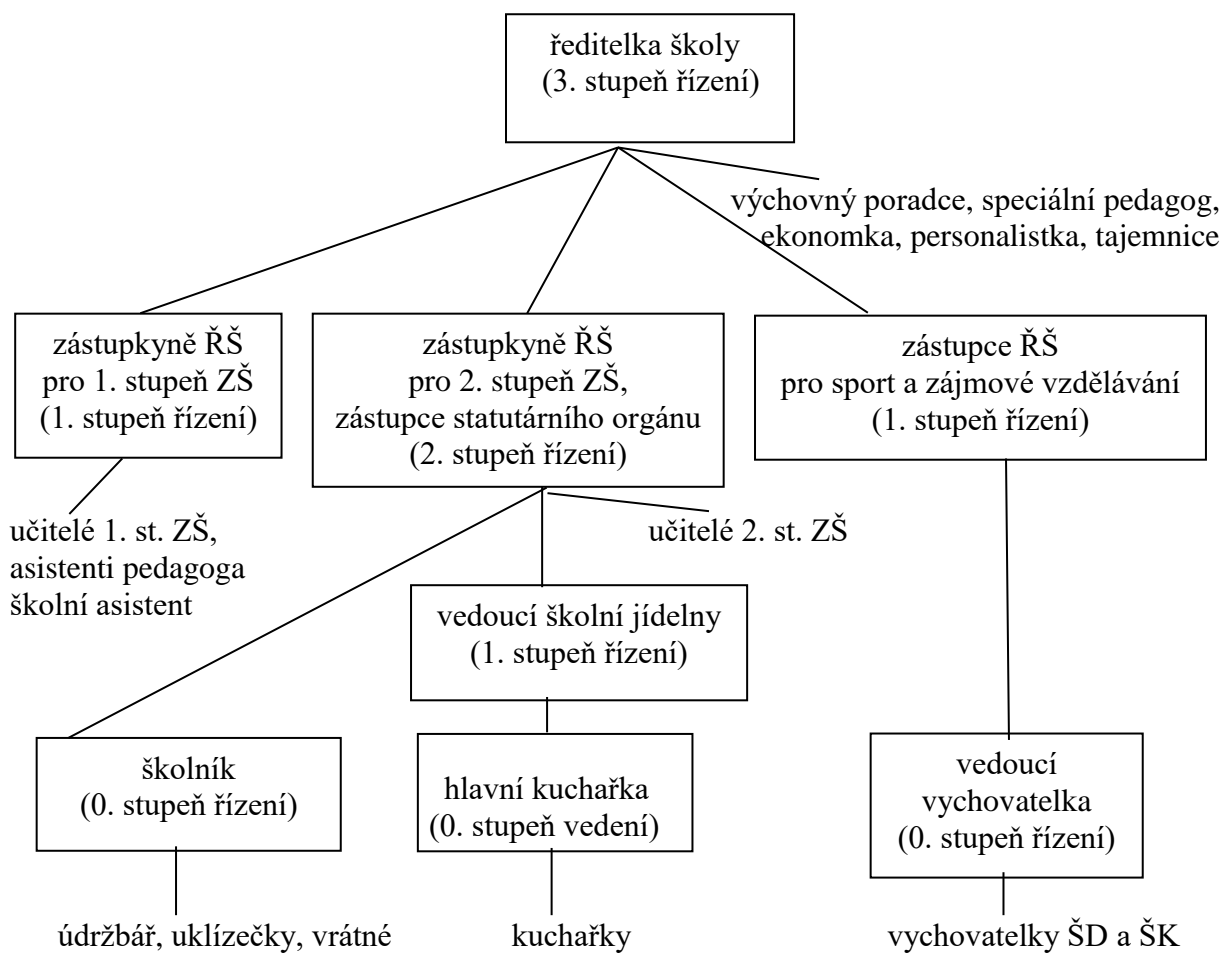 ředitelka školy
(3. stupeň řízení)
výchovný poradce, speciální pedagog,
ekonomka, personalistka, tajemnice
zástupkyně ŘŠ
pro 1. stupeň ZŠ
(1. stupeň řízení)
zástupkyně ŘŠ
pro 2. stupeň ZŠ,
zástupce statutárního orgánu
(2. stupeň řízení)
zástupce ŘŠ
pro sport a zájmové vzdělávání
(1. stupeň řízení)
učitelé 1. st. ZŠ,
asistenti pedagoga
školní asistent
učitelé 2. st. ZŠ
vedoucí školní jídelny
(1. stupeň řízení)
školník
(0. stupeň řízení)
hlavní kuchařka
(0. stupeň vedení)
vedoucí
vychovatelka
(0. stupeň řízení)
údržbář, uklízečky, vrátné
kuchařky
vychovatelky ŠD a ŠK